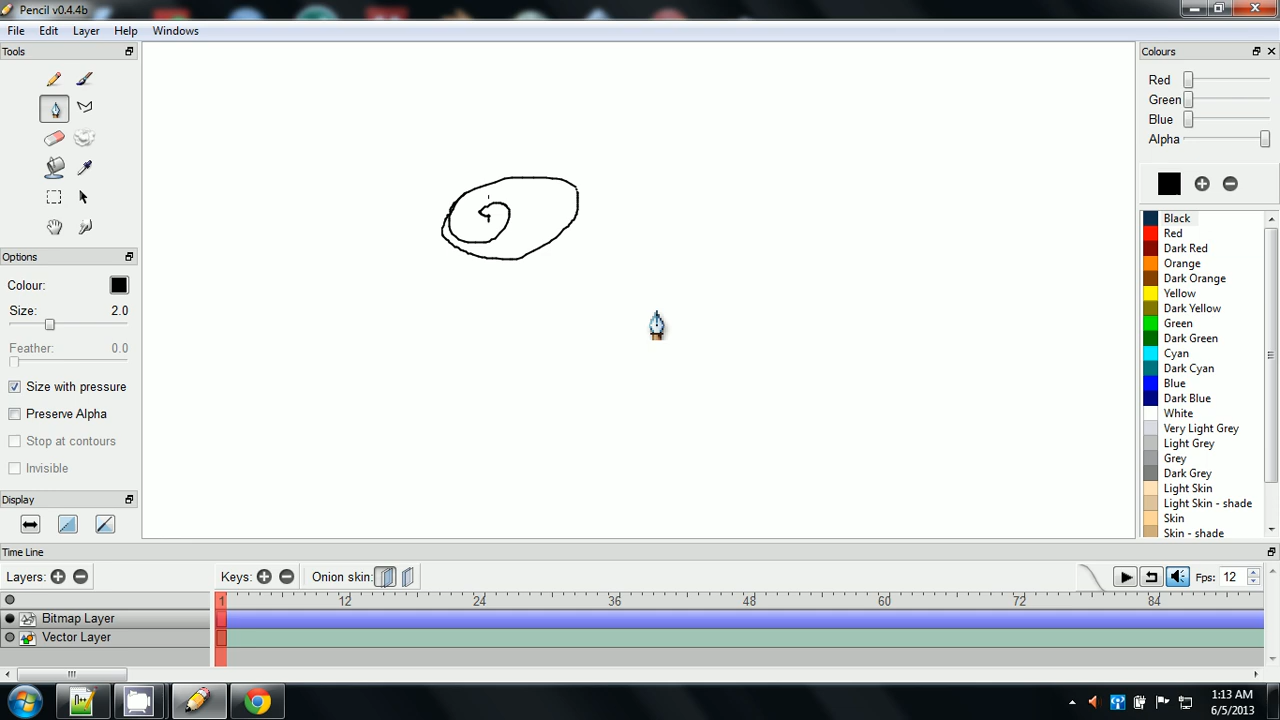 Pencil v0.4.4b
File Edit Layer Help Windows
Tools
Options
Colour:
Size: 2.0
Feather: 0.0
Size with pressure
Preserve Alpha
Stop at contours
Invisible
Display
Colours
Red
Green
Blue
Alpha
Black
Red
Dark Red
Orange
Dark Orange
Yellow
Dark Yellow
Green
Dark Green
Cyan
Dark Cyan
Blue
Dark Blue
White
Very Light Grey
Light Grey
Grey
Dark Grey
Light Skin
Light Skin - shade
Skin
Skin - shade
Time Line
Layers: Keys: Onion skin: Fps: 12
1 12 24 36 48 60 72 84
Bitmap Layer
Vector Layer
1:13 AM
6/5/2013